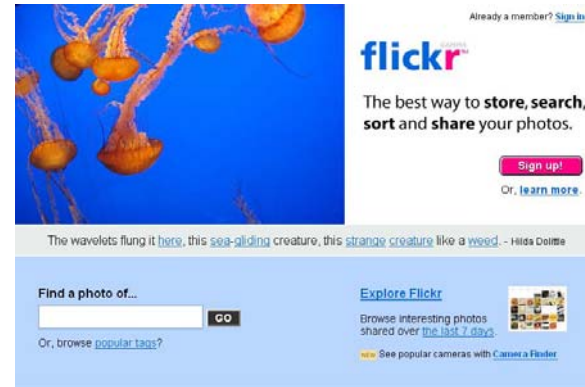 Already a member? Sign in
flickr
GAMMA
The best way to store, search,
sort and share your photos.
Sign up!
Or, learn more.
The wavelets flung it here, this sea-gliding creature, this strange creature like a weed. - Hilda Dolittle
Find a photo of...
GO
Or, browse popular tags?
Explore Flickr
Browse interesting photos
shared over the last 7 days.
NEW See popular cameras with Camera Finder